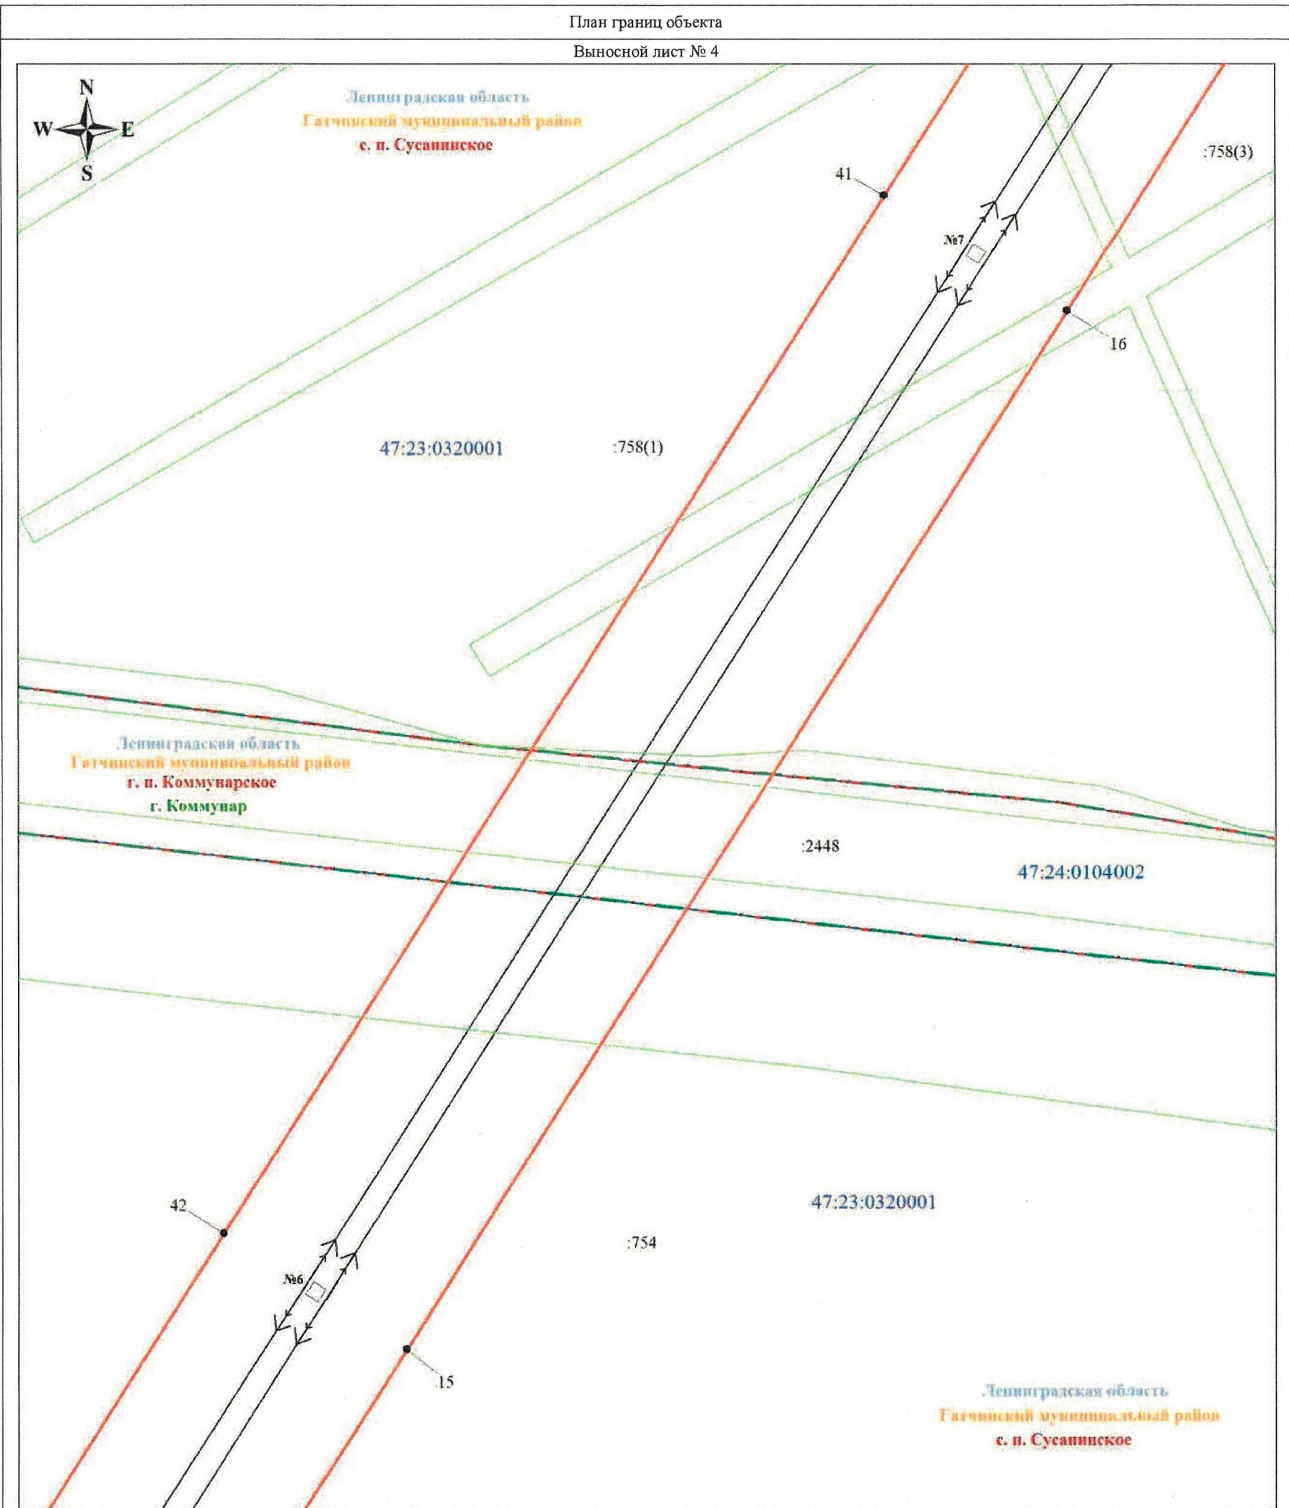 План границ объекта
Выносной лист № 4
N
W E
S
Ленинградская область
Гатчинский муниципальный район
с. п. Сусанинское
:758(3)
41
№7
16
47:23:0320001
:758(1)
Ленинградская область
Гатчинский муниципальный район
г. п. Коммунарское
г. Коммунар
:2448
47:24:0104002
42
47:23:0320001
:754
№6
15
Ленинградская область
Гатчинский муниципальный район
с. п. Сусанинское